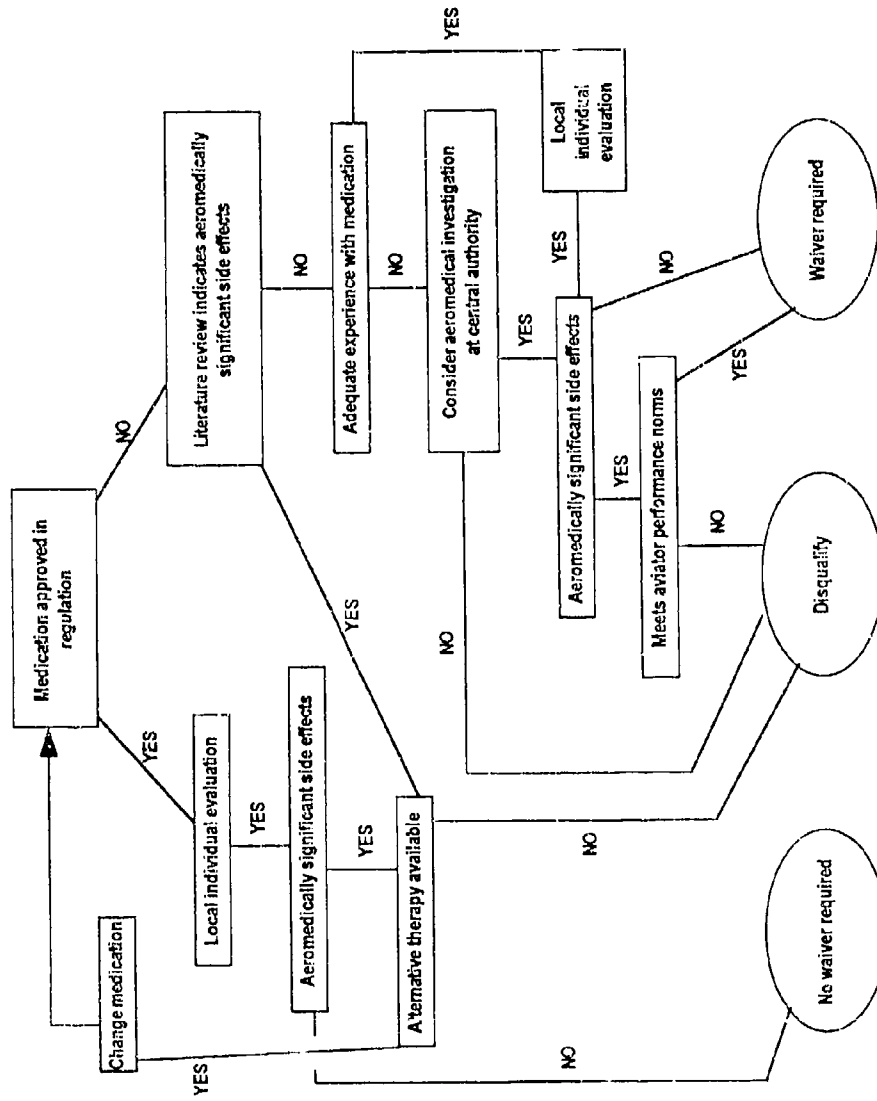 Medication approved in
regulation
Change medication
YES
NO
Local individual evaluation
Literature review indicates aeromedically
significant side effects
YES
NO
Aeromedically significant side effects
Adequate experience with medication
YES
YES
YES
NO
YES
Alternative therapy available
Consider aeromedical investigation
at central authority
NO
YES
YES
Local
individual
evaluation
Aeromedically significant side effects
YES
NO
Meets aviator performance norms
NO
NO
NO
YES
No waiver required
Disqualify
Waiver required